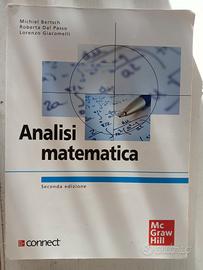 Michiel Bertsch
Roberta Dal Passo
Lorenzo Giacomelli
Analisi
matematica
Seconda edizione
Mc
Graw
Hill
connect